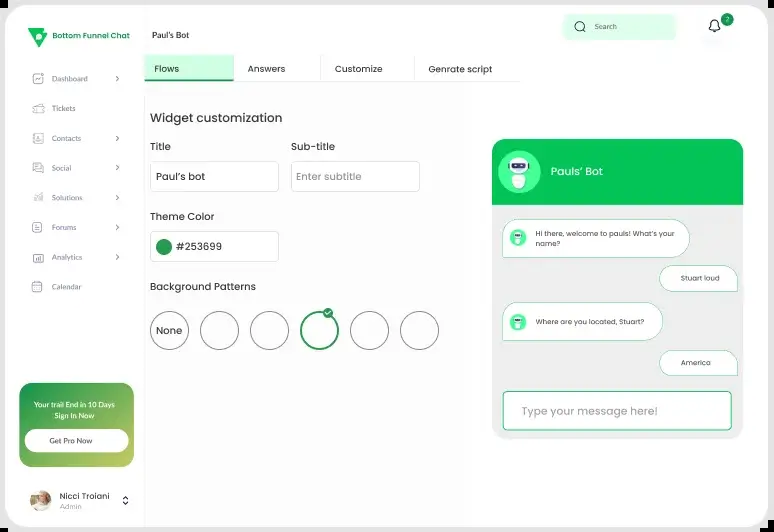 Bottom Funnel Chat
Paul's Bot
Search
7
Flows
Answers
Customize
Genrate script
Dashboard
Tickets
Contacts
Social
Solutions
Forums
Analytics
Calendar
Your trail End in 10 Days
Sign In Now
Get Pro Now
Nicci Troiani
Admin
Widget customization
Title
Sub-title
Paul's bot
Enter subtitle
Theme Color
#253699
Background Patterns
None
Pauls' Bot
Hi there, welcome to pauls! What's your
name?
Stuart loud
Where are you located, Stuart?
America
Type your message here!